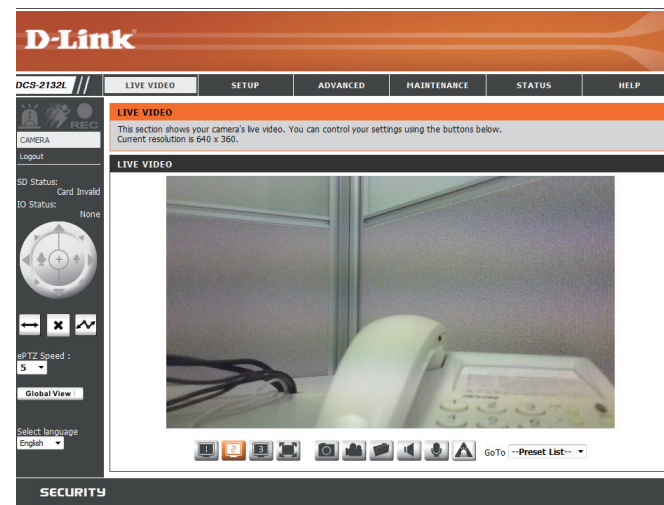 D-Link
DCS-2132L // LIVE VIDEO SETUP ADVANCED MAINTENANCE STATUS HELP
REC
CAMERA
Logout
SD Status:
Card Invalid
IO Status:
None
ePTZ Speed :
5
Global View :
Select language
English
LIVE VIDEO
This section shows your camera's live video. You can control your settings using the buttons below.
Current resolution is 640 x 360.
LIVE VIDEO
1 2 3 GoTo --Preset List--
SECURITY